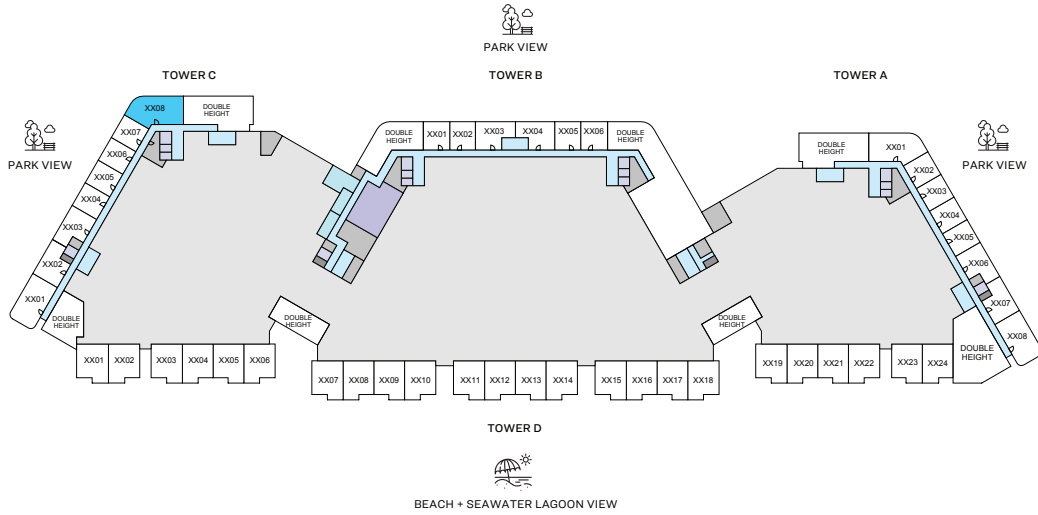 PARK VIEW
TOWER C
TOWER B
TOWER A
PARK VIEW
PARK VIEW
XX08
DOUBLE
HEIGHT
XX07
XX06
XX05
XX04
XX03
XX02
XX01
DOUBLE
HEIGHT
DOUBLE
HEIGHT
XX01
XX02
XX03
XX04
XX05
XX06
DOUBLE
HEIGHT
DOUBLE
HEIGHT
XX01
XX02
XX03
XX04
XX05
XX06
XX07
XX08
DOUBLE
HEIGHT
DOUBLE
HEIGHT
DOUBLE
HEIGHT
XX01
XX02
XX03
XX04
XX05
XX06
XX07
XX08
XX09
XX10
XX11
XX12
XX13
XX14
XX15
XX16
XX17
XX18
XX19
XX20
XX21
XX22
XX23
XX24
TOWER D
BEACH + SEAWATER LAGOON VIEW